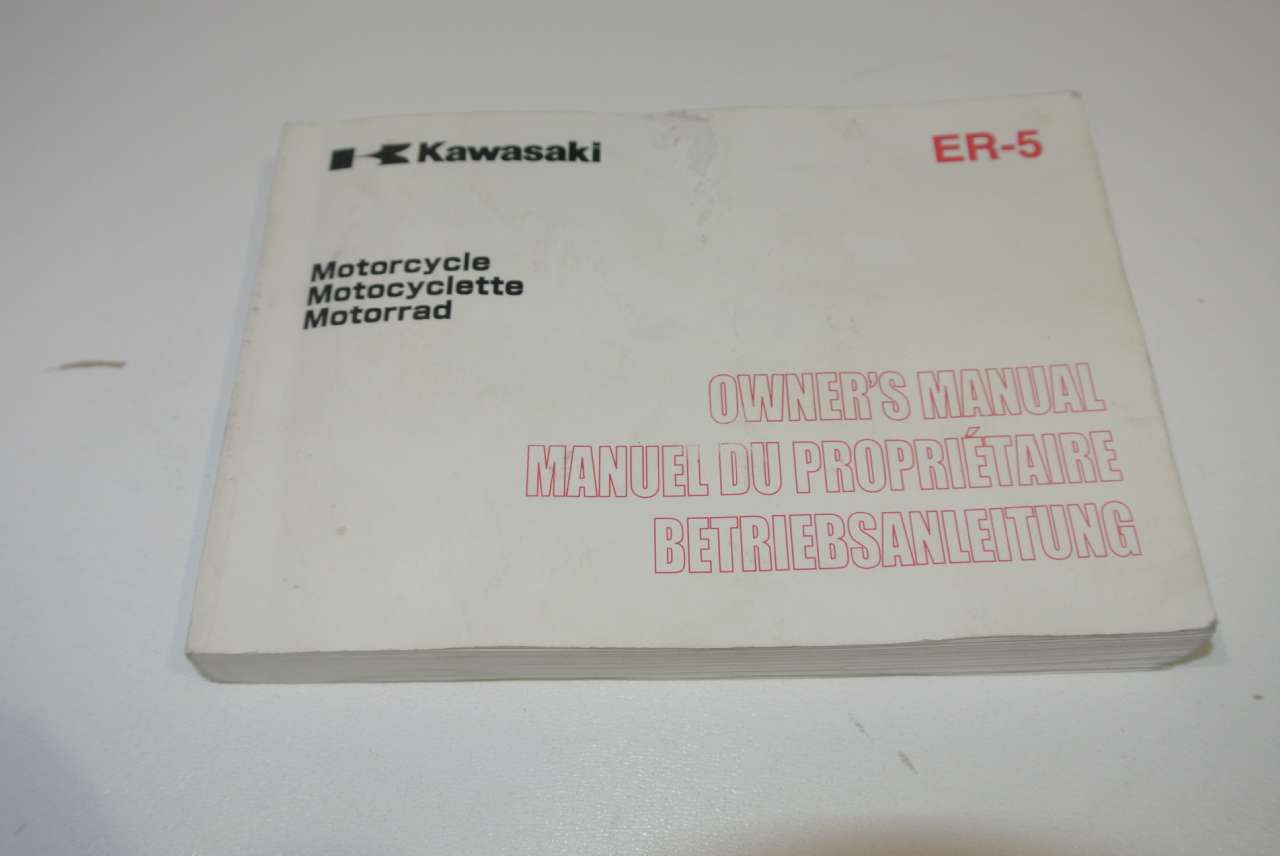 Kawasaki
ER-5
Motorcycle
Motocyclette
Motorrad
OWNER'S MANUAL
MANUEL DU PROPRIÉTAIRE
BETRIEBSANLEITUNG